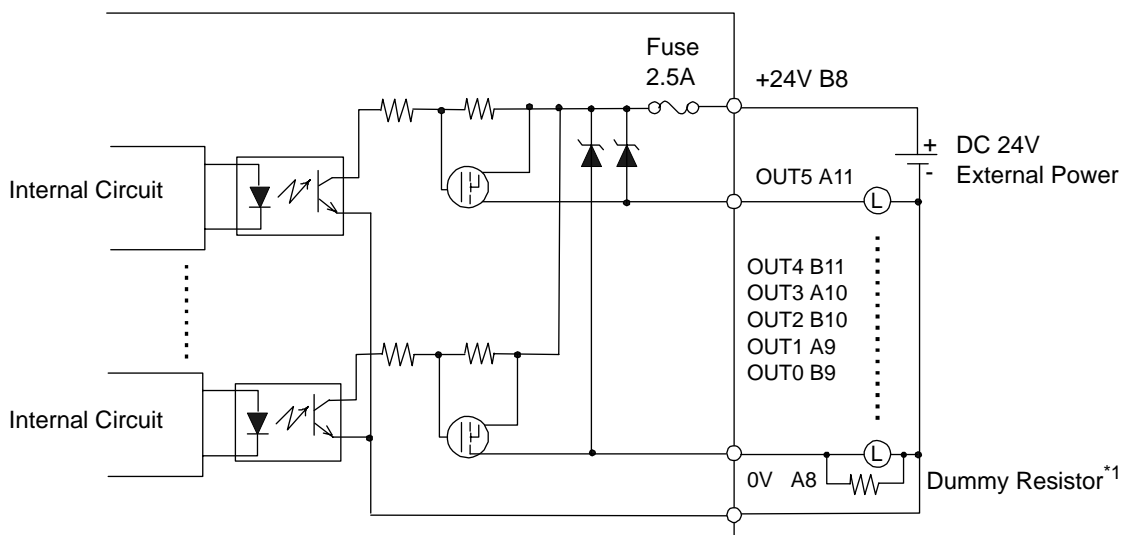 Fuse
2.5A
+24V B8
+
-
DC 24V
External Power
Internal Circuit
OUT5 A11
L
OUT4 B11
OUT3 A10
OUT2 B10
OUT1 A9
OUT0 B9
Internal Circuit
L
0V A8
Dummy Resistor*1